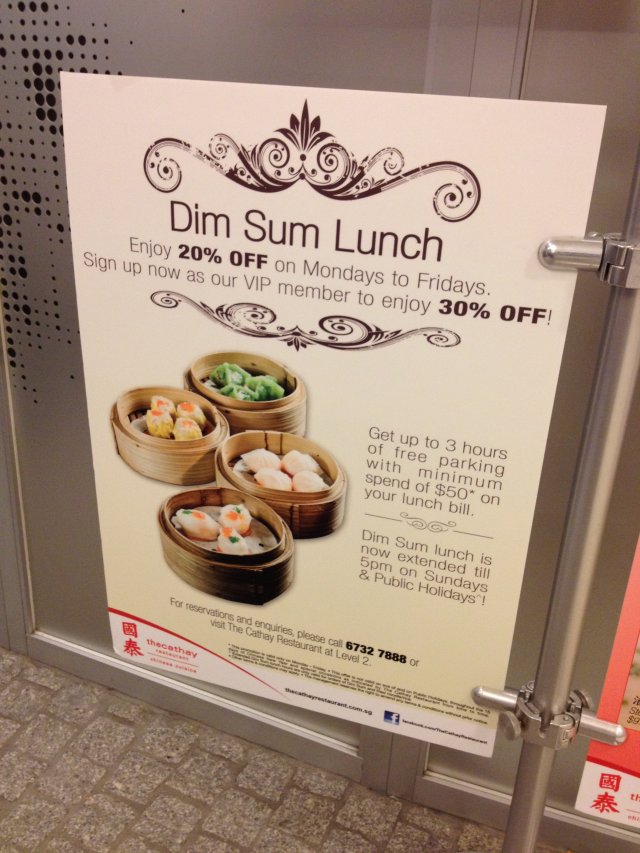 Dim Sum Lunch
Enjoy 20% OFF on Mondays to Fridays.
Sign up now as our VIP member to enjoy 30% OFF!
Get up to 3 hours
of free parking
with minimum
spend of $50* on
your lunch bill.
Dim Sum lunch is
now extended till
5pm on Sundays
& Public Holidays^!
For reservations and enquiries, please call 6732 7888 or
visit The Cathay Restaurant at Level 2.
國泰
thecathay
restaurant
chinese cuisine
thecathayrestaurant.com.sg
facebook.com/TheCathayRestaurant
國泰